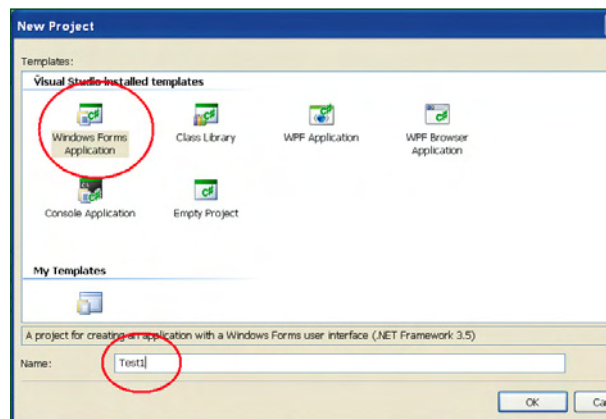 New Project
Templates:
Visual Studio installed templates
Windows Forms Application
Class Library
WPF Application
WPF Browser Application
Console Application
Empty Project
My Templates
A project for creating an application with a Windows Forms user interface (.NET Framework 3.5)
Name:
Test1
OK
Ca